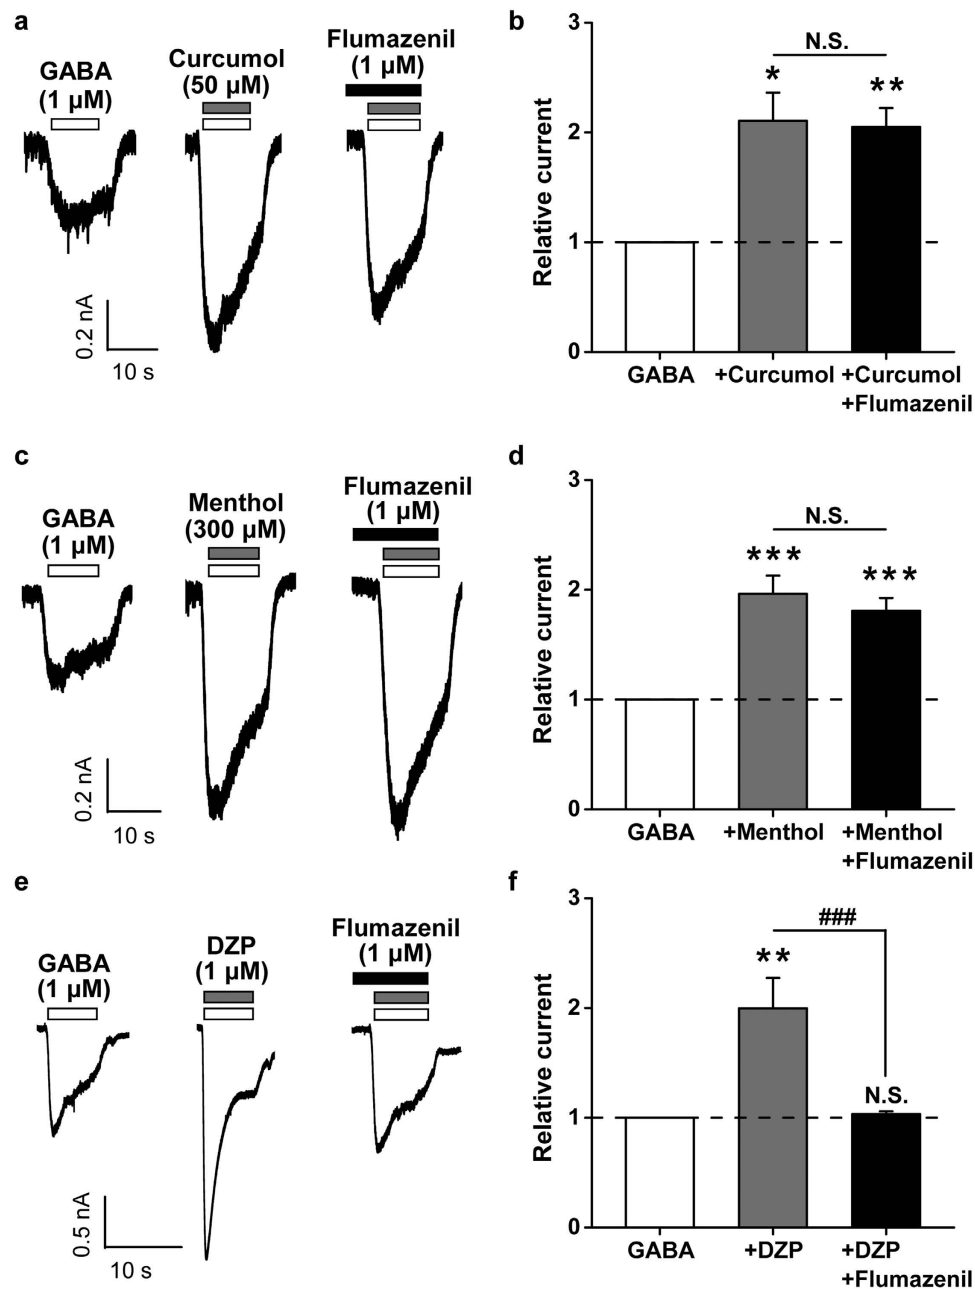 a
GABA
(1 µM)
Curcumol
(50 µM)
Flumazenil
(1 µM)
0.2 nA
10 s
b
Relative current
3
2
1
0
N.S.
*
**
GABA
+Curcumol
+Curcumol
+Flumazenil
c
GABA
(1 µM)
Menthol
(300 µM)
Flumazenil
(1 µM)
0.2 nA
10 s
d
Relative current
3
2
1
0
N.S.
***
***
GABA
+Menthol
+Menthol
+Flumazenil
e
GABA
(1 µM)
DZP
(1 µM)
Flumazenil
(1 µM)
0.5 nA
10 s
f
Relative current
3
2
1
0
###
**
N.S.
GABA
+DZP
+DZP
+Flumazenil